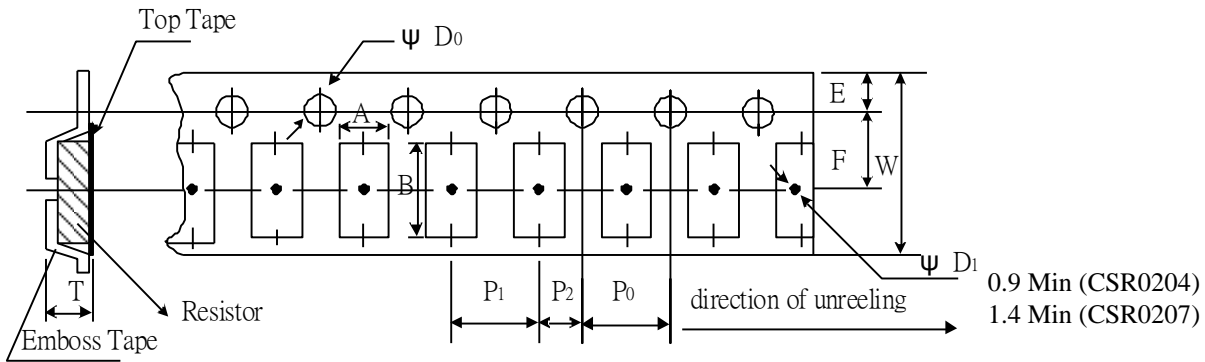 Top Tape
Ψ D0
E
A
F
W
B
Ψ D1
0.9 Min (CSR0204)
T
P1
P2
P0
direction of unreeling
1.4 Min (CSR0207)
Resistor
Emboss Tape